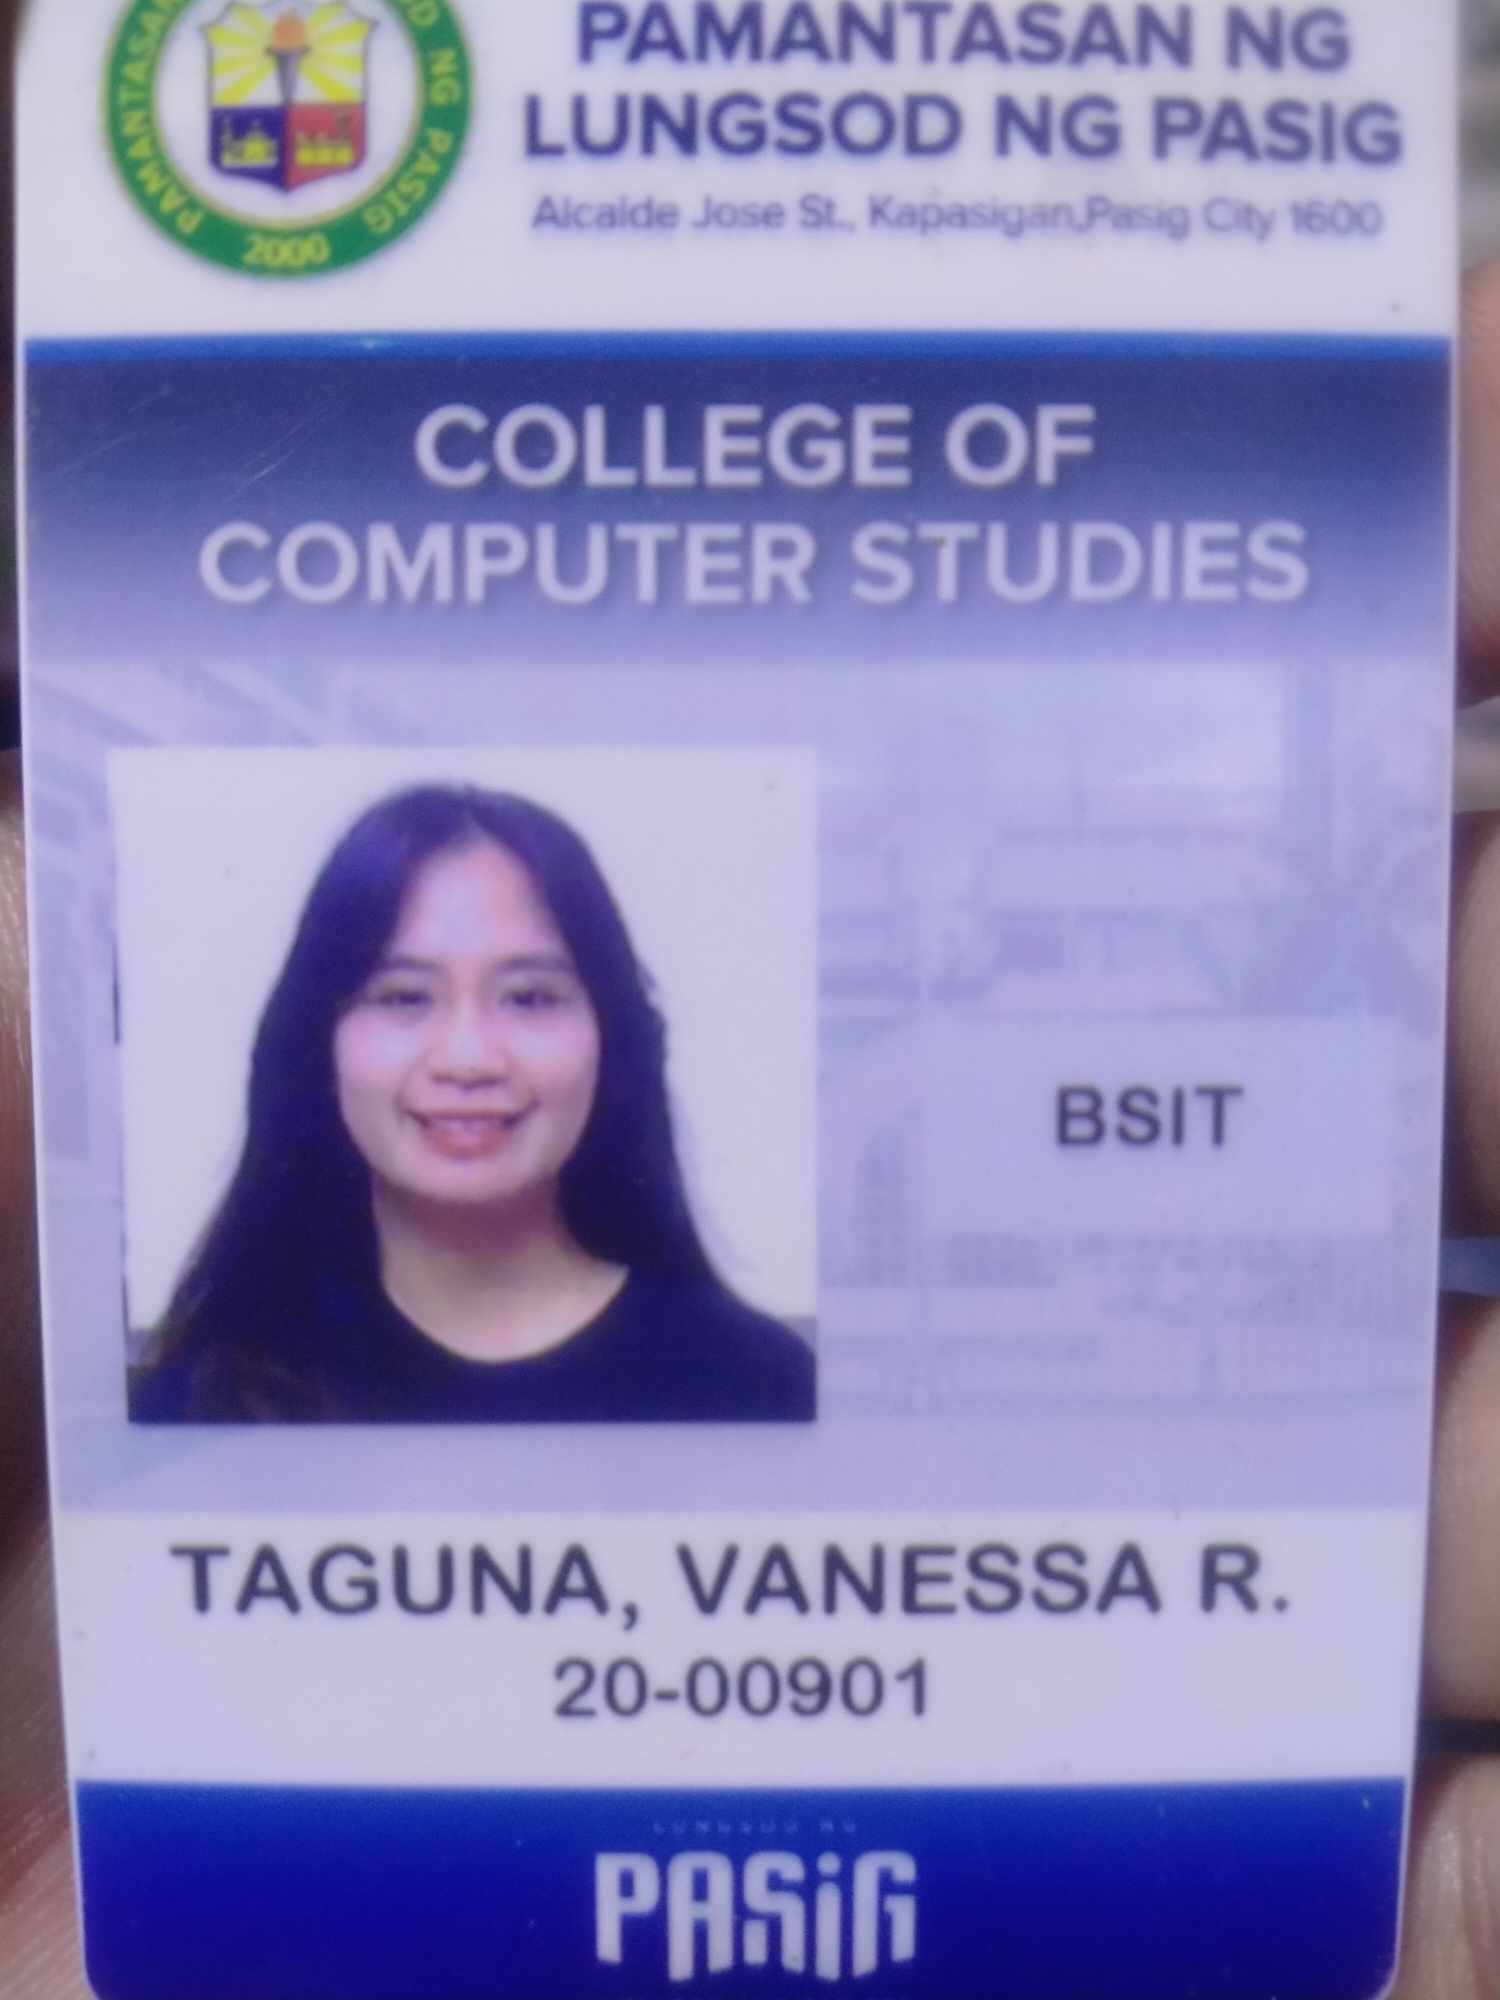 PAMANTASAN NG LUNGSOD NG PASIG
2000
PAMANTASAN NG
LUNGSOD NG PASIG
Alcalde Jose St., Kapasigan,Pasig City 1600
COLLEGE OF
COMPUTER STUDIES
BSIT
TAGUNA, VANESSA R.
20-00901
LUNGSOD NG
PASiG